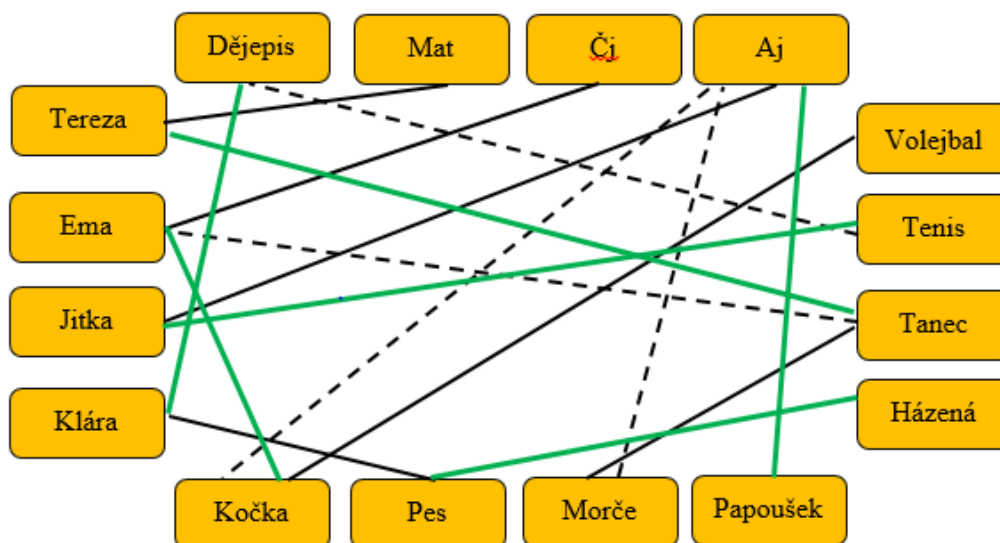 Dějepis
Mat
Čj
Aj
Tereza
Ema
Jitka
Klára
Volejbal
Tenis
Tanec
Házená
Kočka
Pes
Morče
Papoušek